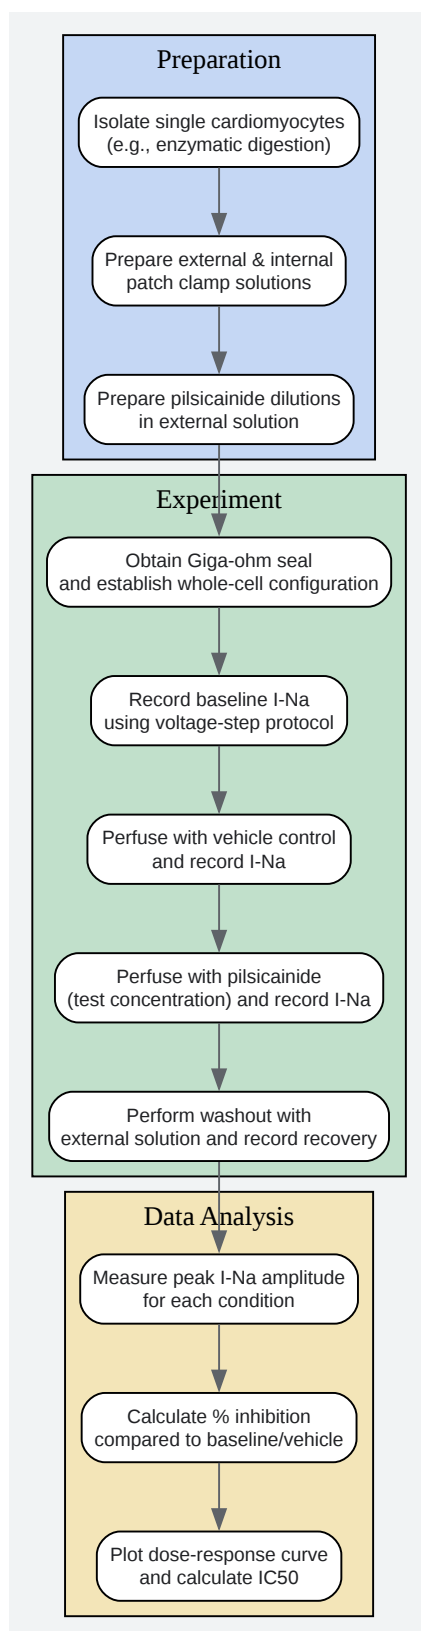 Preparation
Isolate single cardiomyocytes
(e.g., enzymatic digestion)
Prepare external & internal
patch clamp solutions
Prepare pilsicainide dilutions
in external solution
Experiment
Obtain Giga-ohm seal
and establish whole-cell configuration
Record baseline I-Na
using voltage-step protocol
Perfuse with vehicle control
and record I-Na
Perfuse with pilsicainide
(test concentration) and record I-Na
Perform washout with
external solution and record recovery
Data Analysis
Measure peak I-Na amplitude
for each condition
Calculate % inhibition
compared to baseline/vehicle
Plot dose-response curve
and calculate IC50